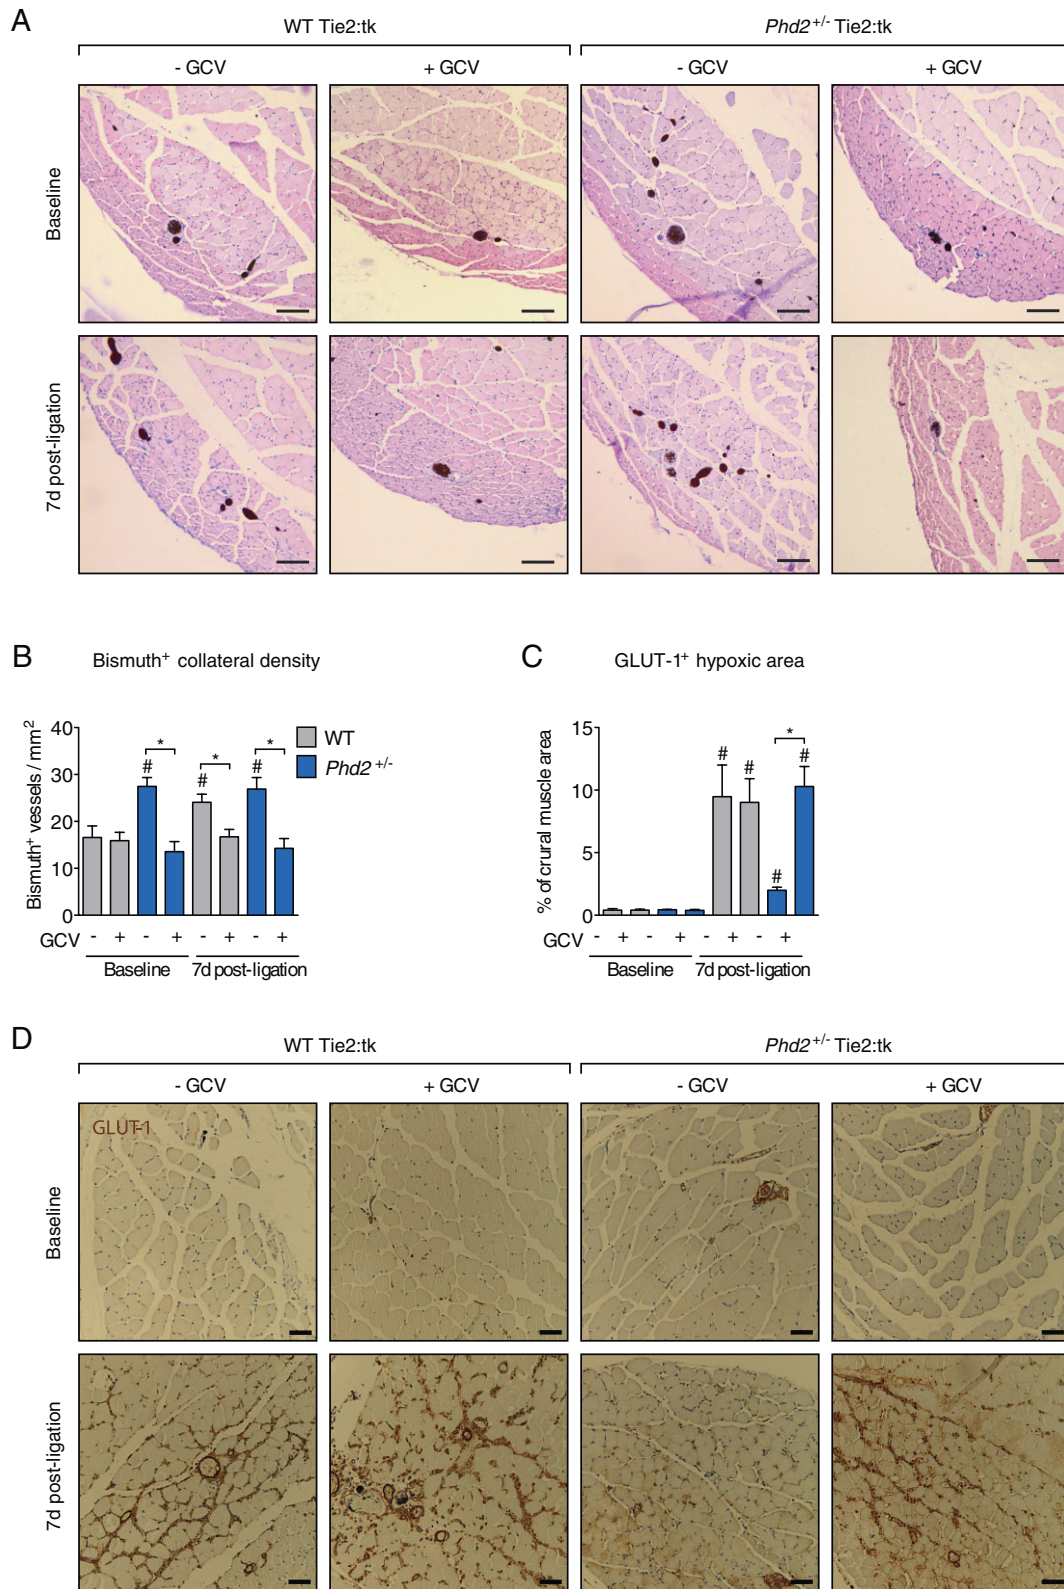 A
WT Tie2:tk
Phd2+/- Tie2:tk
- GCV
+ GCV
- GCV
+ GCV
Baseline
7d post-ligation
B
Bismuth+ collateral density
Bismuth+ vessels / mm2
40
30
20
10
0
#
*
#
*
#
*
WT
Phd2 +/-
GCV
- + - + - + - +
Baseline
7d post-ligation
C
GLUT-1+ hypoxic area
% of crural muscle area
15
10
5
0
#
#
#
*
#
GCV
- + - + - + - +
Baseline
7d post-ligation
D
WT Tie2:tk
Phd2+/- Tie2:tk
- GCV
+ GCV
- GCV
+ GCV
GLUT-1
Baseline
7d post-ligation